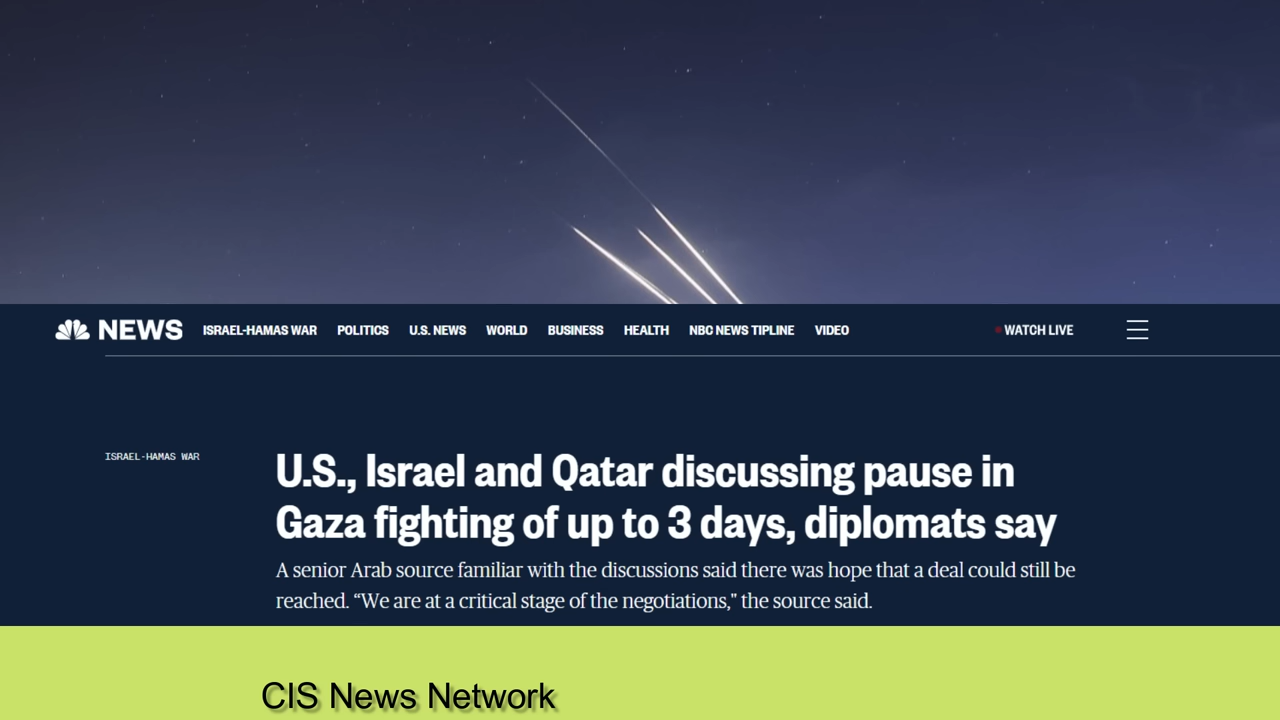 NEWS ISRAEL-HAMAS WAR POLITICS U.S. NEWS WORLD BUSINESS HEALTH NBC NEWS TIPLINE VIDEO WATCH LIVE
ISRAEL-HAMAS WAR
U.S., Israel and Qatar discussing pause in
Gaza fighting of up to 3 days, diplomats say
A senior Arab source familiar with the discussions said there was hope that a deal could still be
reached. “We are at a critical stage of the negotiations," the source said.
CIS News Network